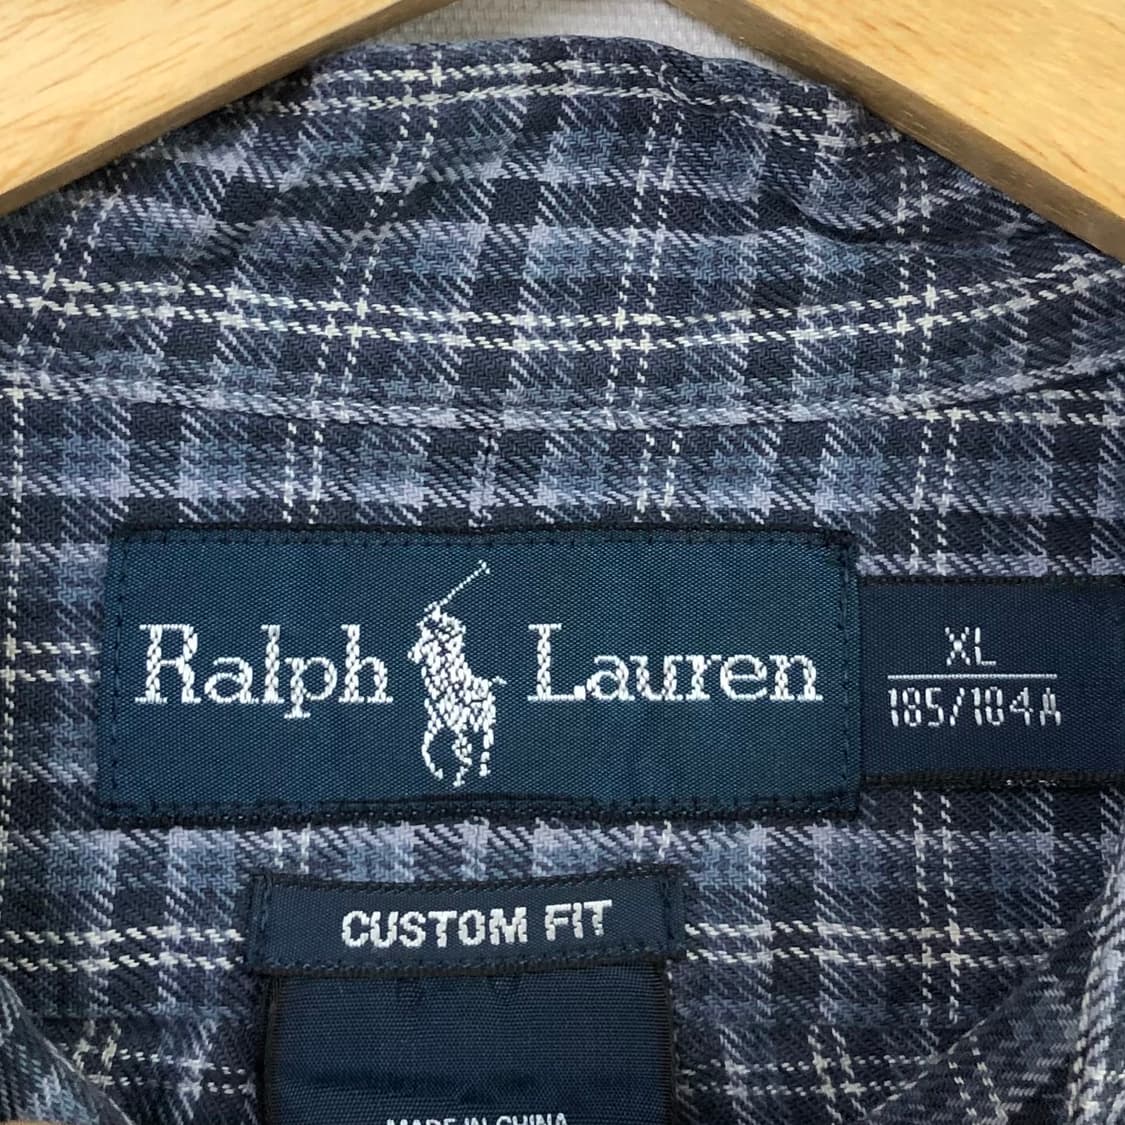 Ralph Lauren
XL
185/104A
CUSTOM FIT
MADE IN CHINA